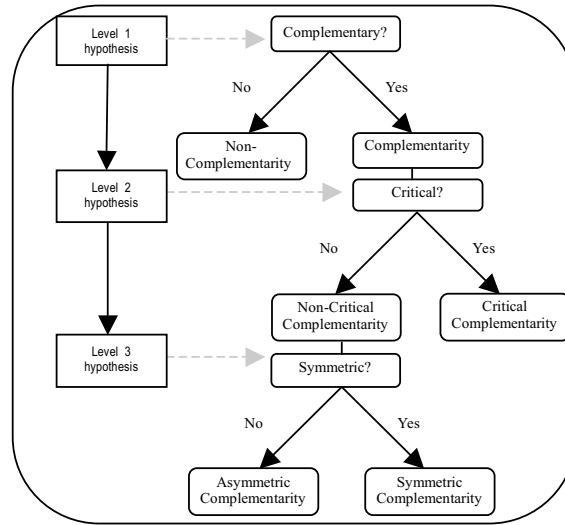 Level 1
hypothesis
Complementary?
No
Yes
Non-
Complementarity
Complementarity
Level 2
hypothesis
Critical?
No
Yes
Non-Critical
Complementarity
Critical
Complementarity
Level 3
hypothesis
Symmetric?
No
Yes
Asymmetric
Complementarity
Symmetric
Complementarity